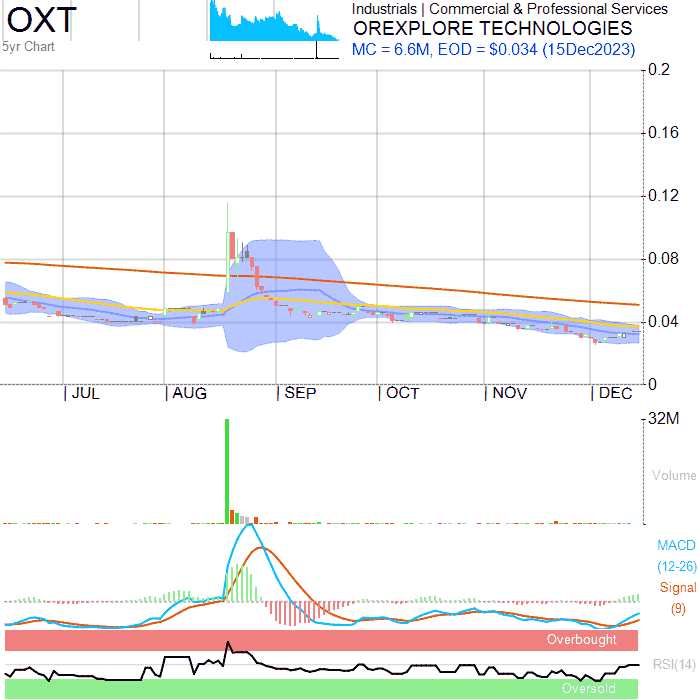 OXT
5yr Chart
Industrials | Commercial & Professional Services
OREXPLORE TECHNOLOGIES
MC = 6.6M, EOD = $0.034 (15Dec2023)
0.2
0.16
0.12
0.08
0.04
0
JUL
AUG
SEP
OCT
NOV
DEC
32M
Volume
MACD
(12-26)
Signal
(9)
Overbought
RSI(14)
Oversold